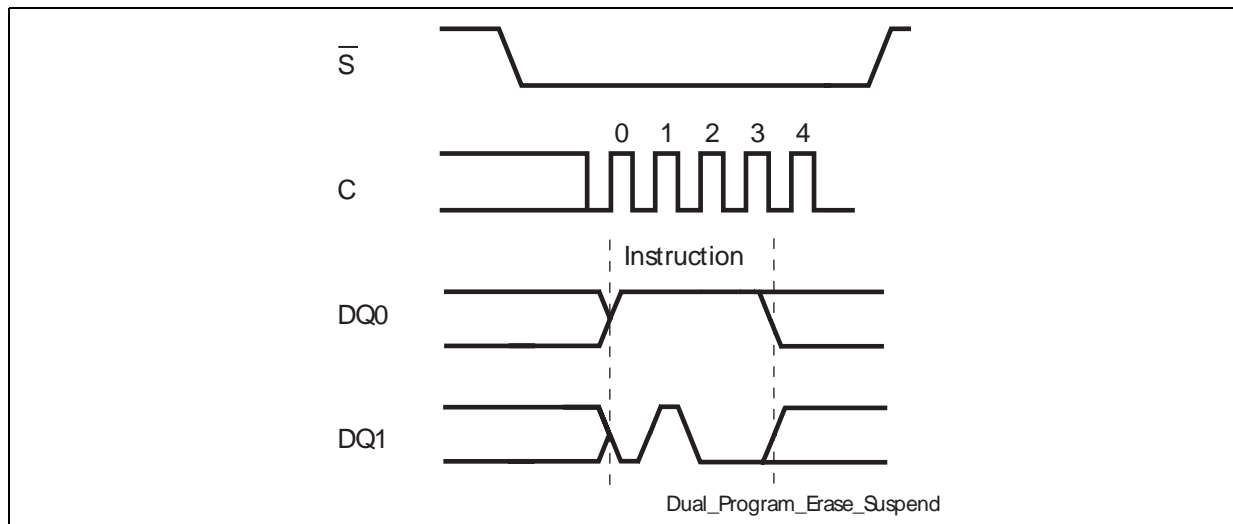 S̅
0 1 2 3 4
C
Instruction
DQ0
DQ1
Dual_Program_Erase_Suspend